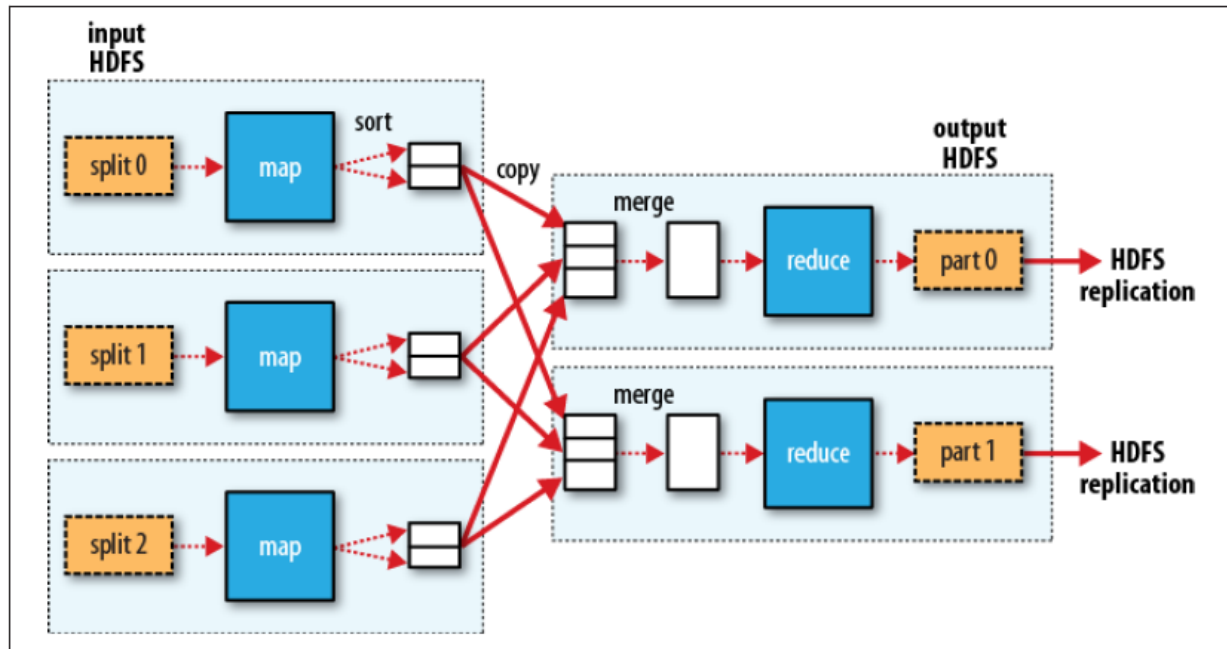 input
HDFS
split 0
map
sort
copy
split 1
map
split 2
map
output
HDFS
merge
reduce
part 0
HDFS
replication
merge
reduce
part 1
HDFS
replication